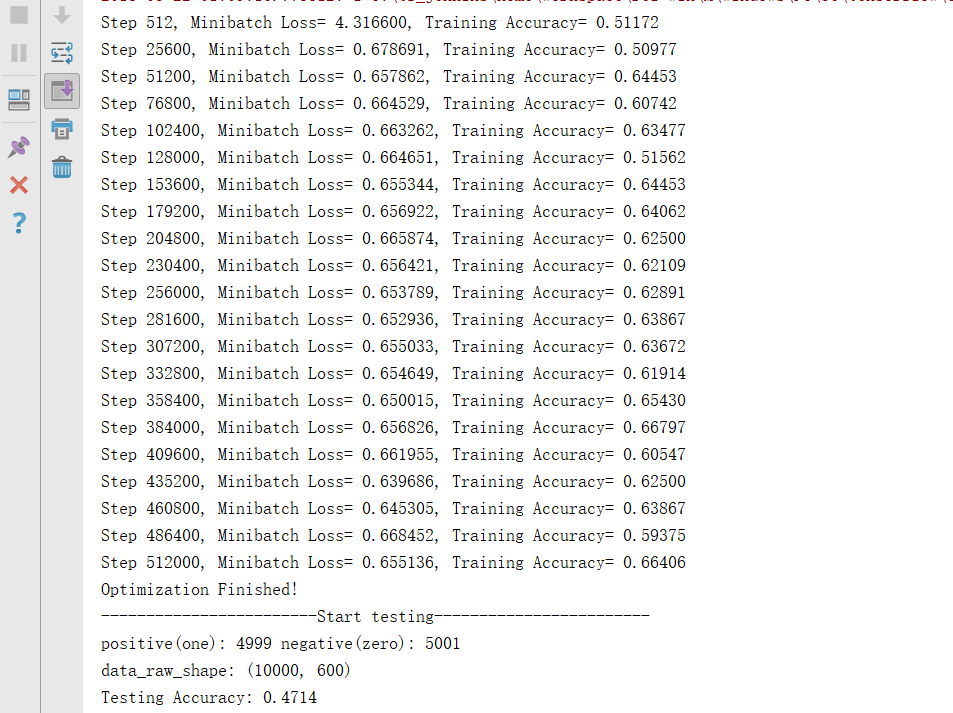 Step 512, Minibatch Loss= 4.316600, Training Accuracy= 0.51172
Step 25600, Minibatch Loss= 0.678691, Training Accuracy= 0.50977
Step 51200, Minibatch Loss= 0.657862, Training Accuracy= 0.64453
Step 76800, Minibatch Loss= 0.664529, Training Accuracy= 0.60742
Step 102400, Minibatch Loss= 0.663262, Training Accuracy= 0.63477
Step 128000, Minibatch Loss= 0.664651, Training Accuracy= 0.51562
Step 153600, Minibatch Loss= 0.655344, Training Accuracy= 0.64453
Step 179200, Minibatch Loss= 0.656922, Training Accuracy= 0.64062
Step 204800, Minibatch Loss= 0.665874, Training Accuracy= 0.62500
Step 230400, Minibatch Loss= 0.656421, Training Accuracy= 0.62109
Step 256000, Minibatch Loss= 0.653789, Training Accuracy= 0.62891
Step 281600, Minibatch Loss= 0.652936, Training Accuracy= 0.63867
Step 307200, Minibatch Loss= 0.655033, Training Accuracy= 0.63672
Step 332800, Minibatch Loss= 0.654649, Training Accuracy= 0.61914
Step 358400, Minibatch Loss= 0.650015, Training Accuracy= 0.65430
Step 384000, Minibatch Loss= 0.656826, Training Accuracy= 0.66797
Step 409600, Minibatch Loss= 0.661955, Training Accuracy= 0.60547
Step 435200, Minibatch Loss= 0.639686, Training Accuracy= 0.62500
Step 460800, Minibatch Loss= 0.645305, Training Accuracy= 0.63867
Step 486400, Minibatch Loss= 0.668452, Training Accuracy= 0.59375
Step 512000, Minibatch Loss= 0.655136, Training Accuracy= 0.66406
Optimization Finished!
------------------------Start testing------------------------
positive(one): 4999 negative(zero): 5001
data_raw_shape: (10000, 600)
Testing Accuracy: 0.4714